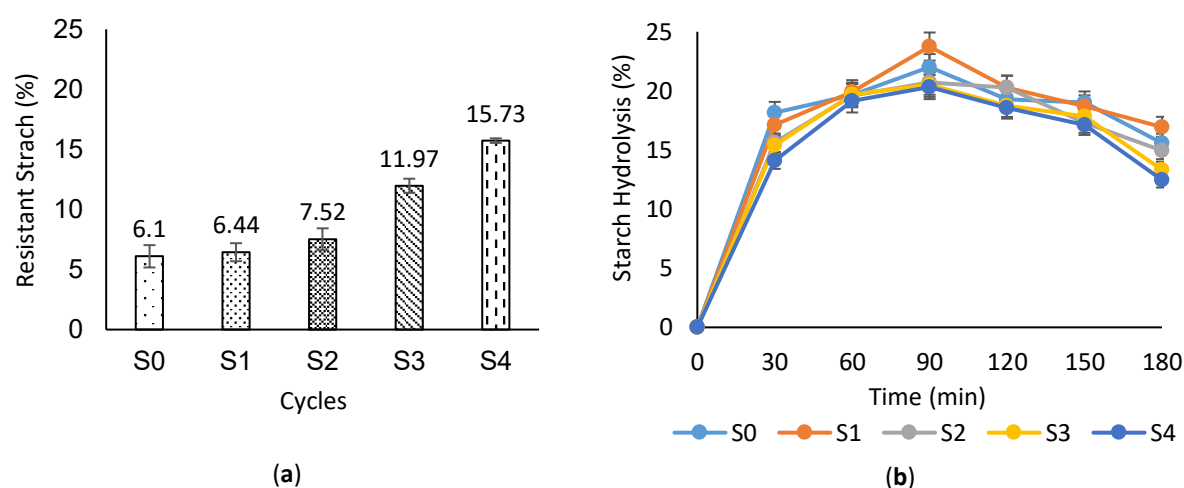 25
20
15
10
5
0
Resistant Strach (%)
6.1
6.44
7.52
11.97
15.73
S0 S1 S2 S3 S4
Cycles
(a)
25
20
15
10
5
0
Starch Hydrolysis (%)
0 30 60 90 120 150 180
Time (min)
S0 S1 S2 S3 S4
(b)